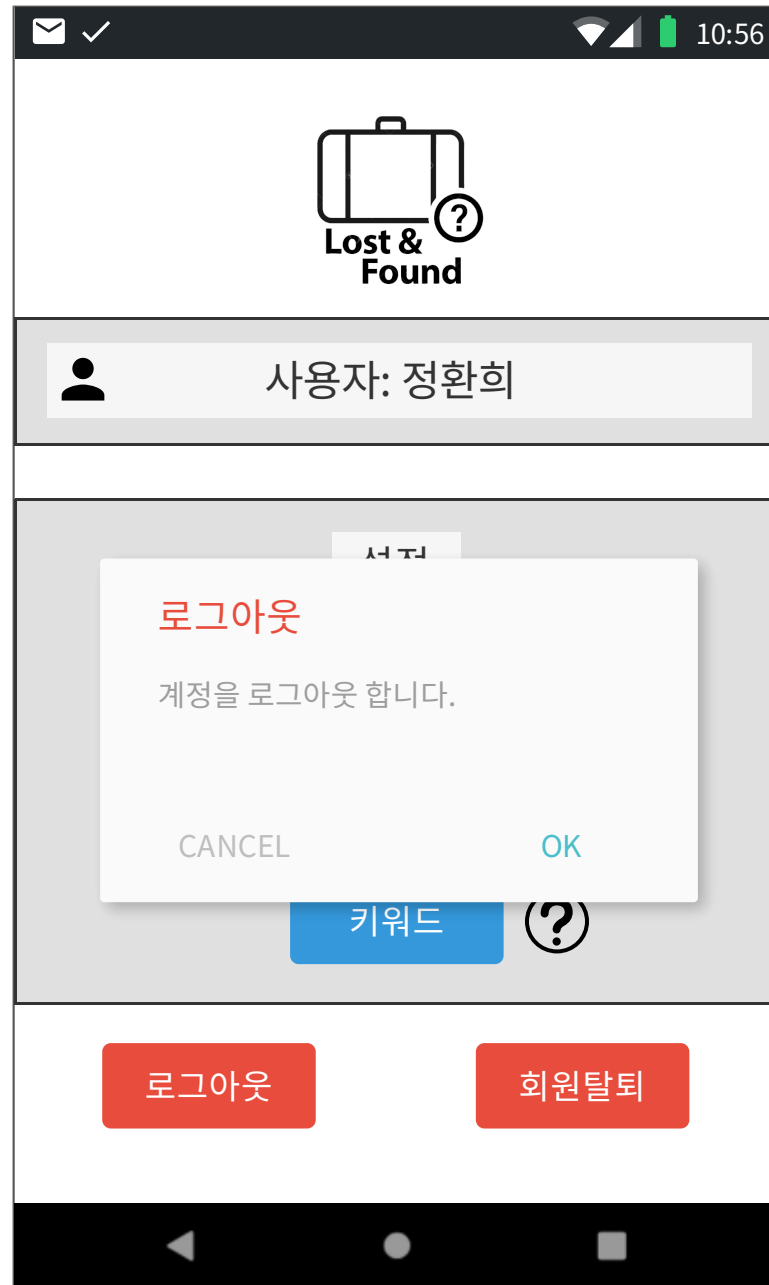 10:56
?
Lost &
Found
사용자: 정환희
로그아웃
계정을 로그아웃 합니다.
CANCEL OK
키워드 ?
로그아웃 회원탈퇴